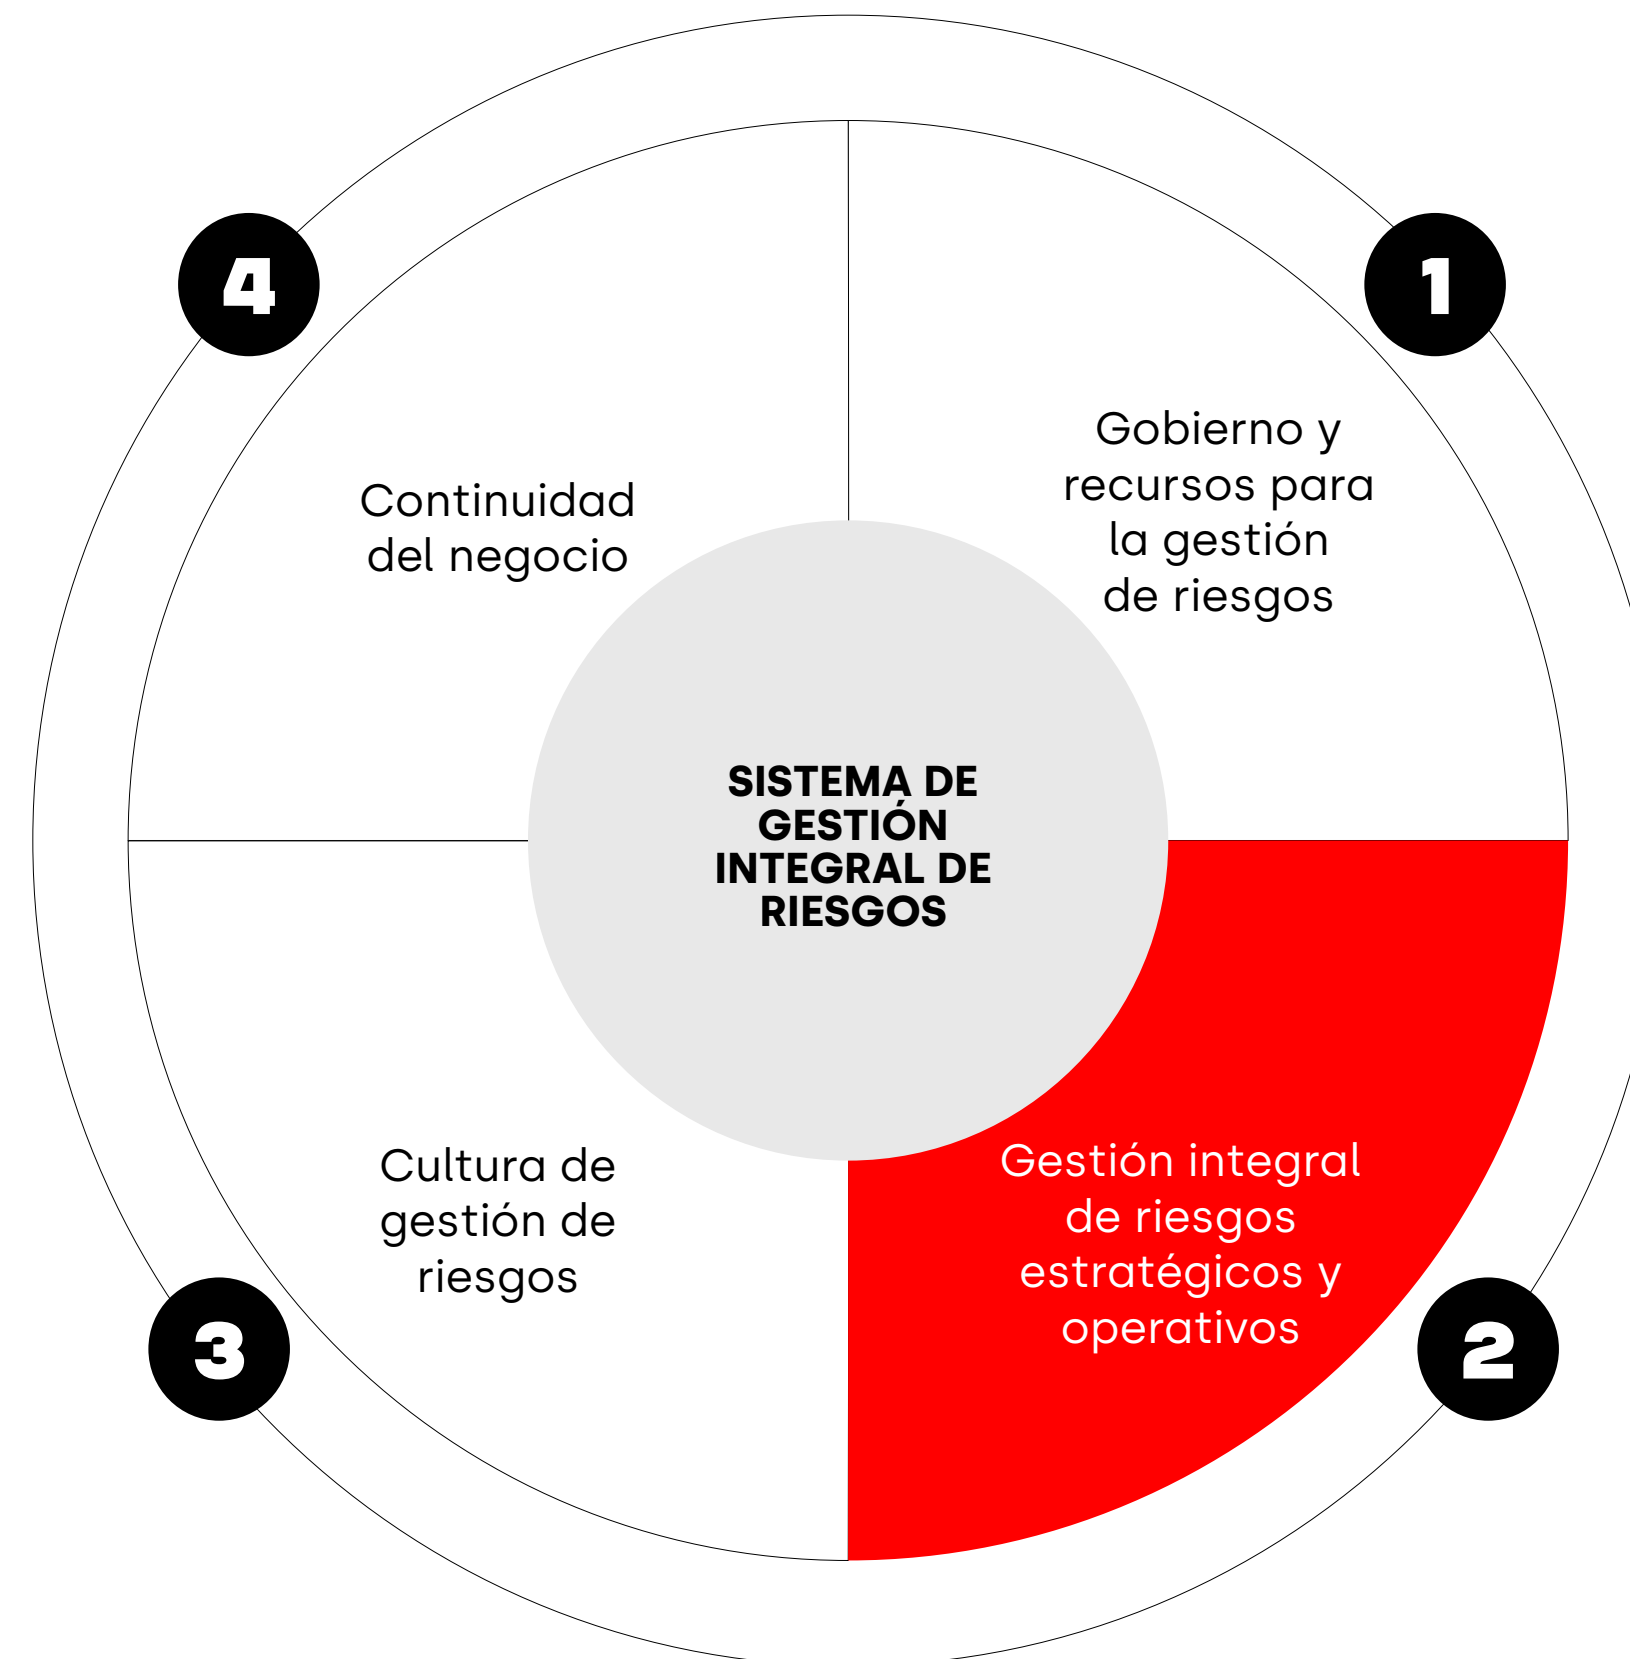 1
Gobierno y
recursos para
la gestión
de riesgos
2
Gestión integral
de riesgos
estratégicos y
operativos
3
Cultura de
gestión de
riesgos
4
Continuidad
del negocio
SISTEMA DE
GESTIÓN
INTEGRAL DE
RIESGOS